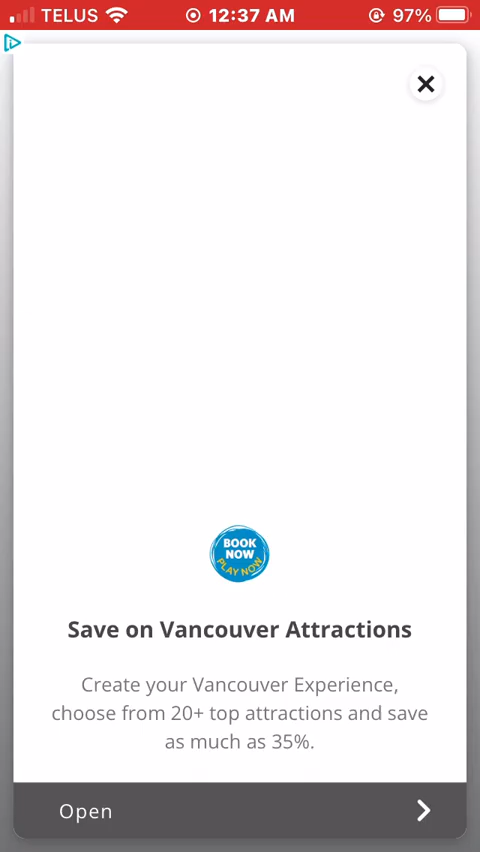 TELUS 12:37 AM 97%
BOOK
NOW
PLAY NOW
Save on Vancouver Attractions
Create your Vancouver Experience,
choose from 20+ top attractions and save
as much as 35%.
Open